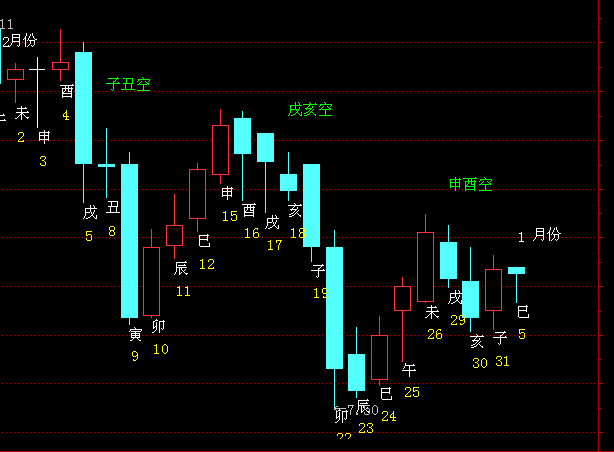 11
2月份
未
2
申
3
酉
4
子丑空
戌
5
丑
8
寅
9
卯
10
辰
11
巳
12
申
15
酉
16
戌
17
戌亥空
亥
18
子
19
卯
22
辰
23
巳
24
午
25
未
26
申酉空
戌
29
亥
30
子
31
1 月份
巳
5